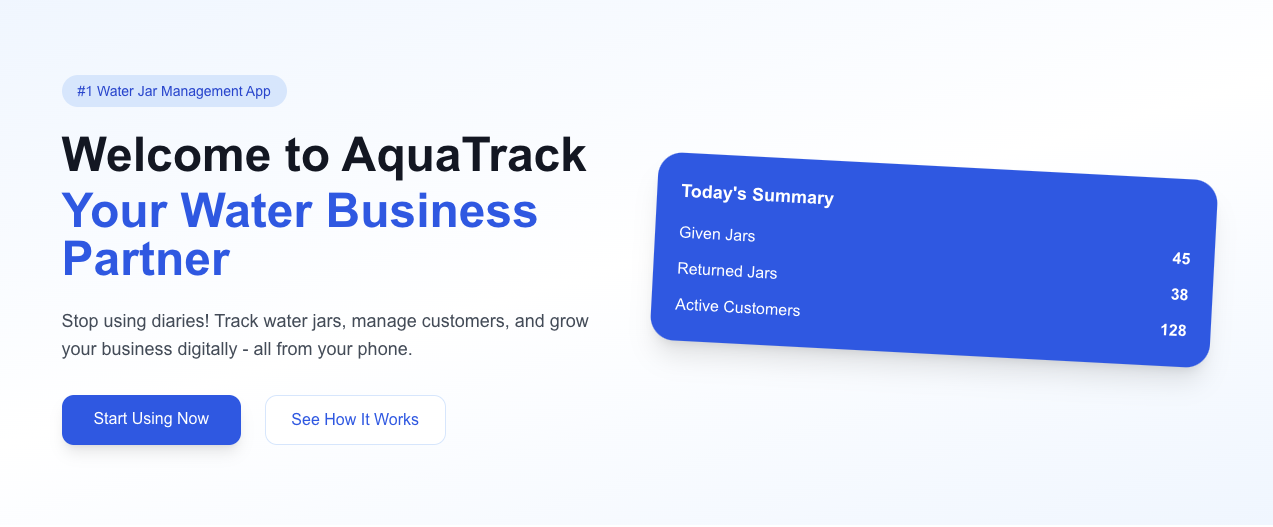 #1 Water Jar Management App
Welcome to AquaTrack
Your Water Business
Partner
Stop using diaries! Track water jars, manage customers, and grow
your business digitally - all from your phone.
Start Using Now
See How It Works
Today's Summary
Given Jars 45
Returned Jars 38
Active Customers 128